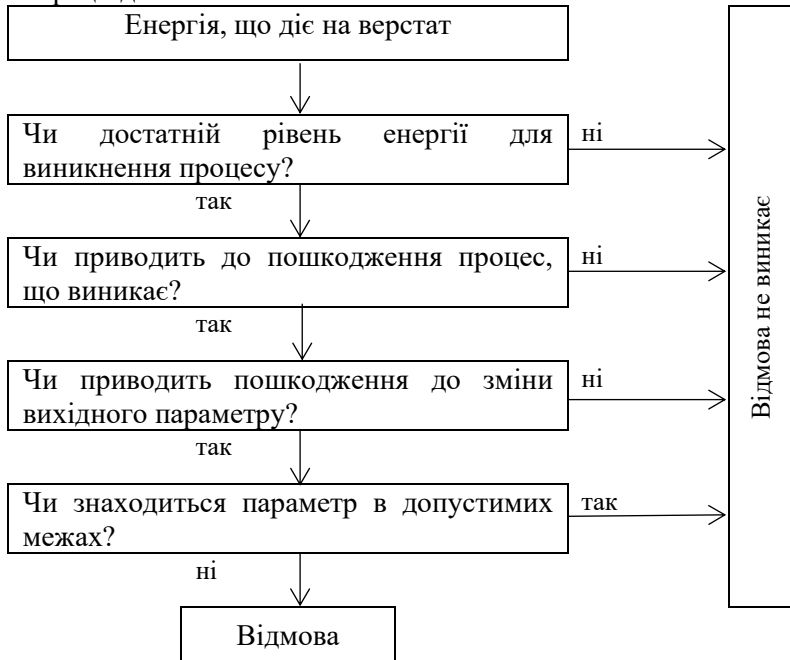 Енергія, що діє на верстат
Чи достатній рівень енергії для
виникнення процесу?
ні
так
Чи приводить до пошкодження процес,
що виникає?
ні
так
Чи приводить пошкодження до зміни
вихідного параметру?
ні
так
Чи знаходиться параметр в допустимих
межах?
так
ні
Відмова
Відмова не виникає